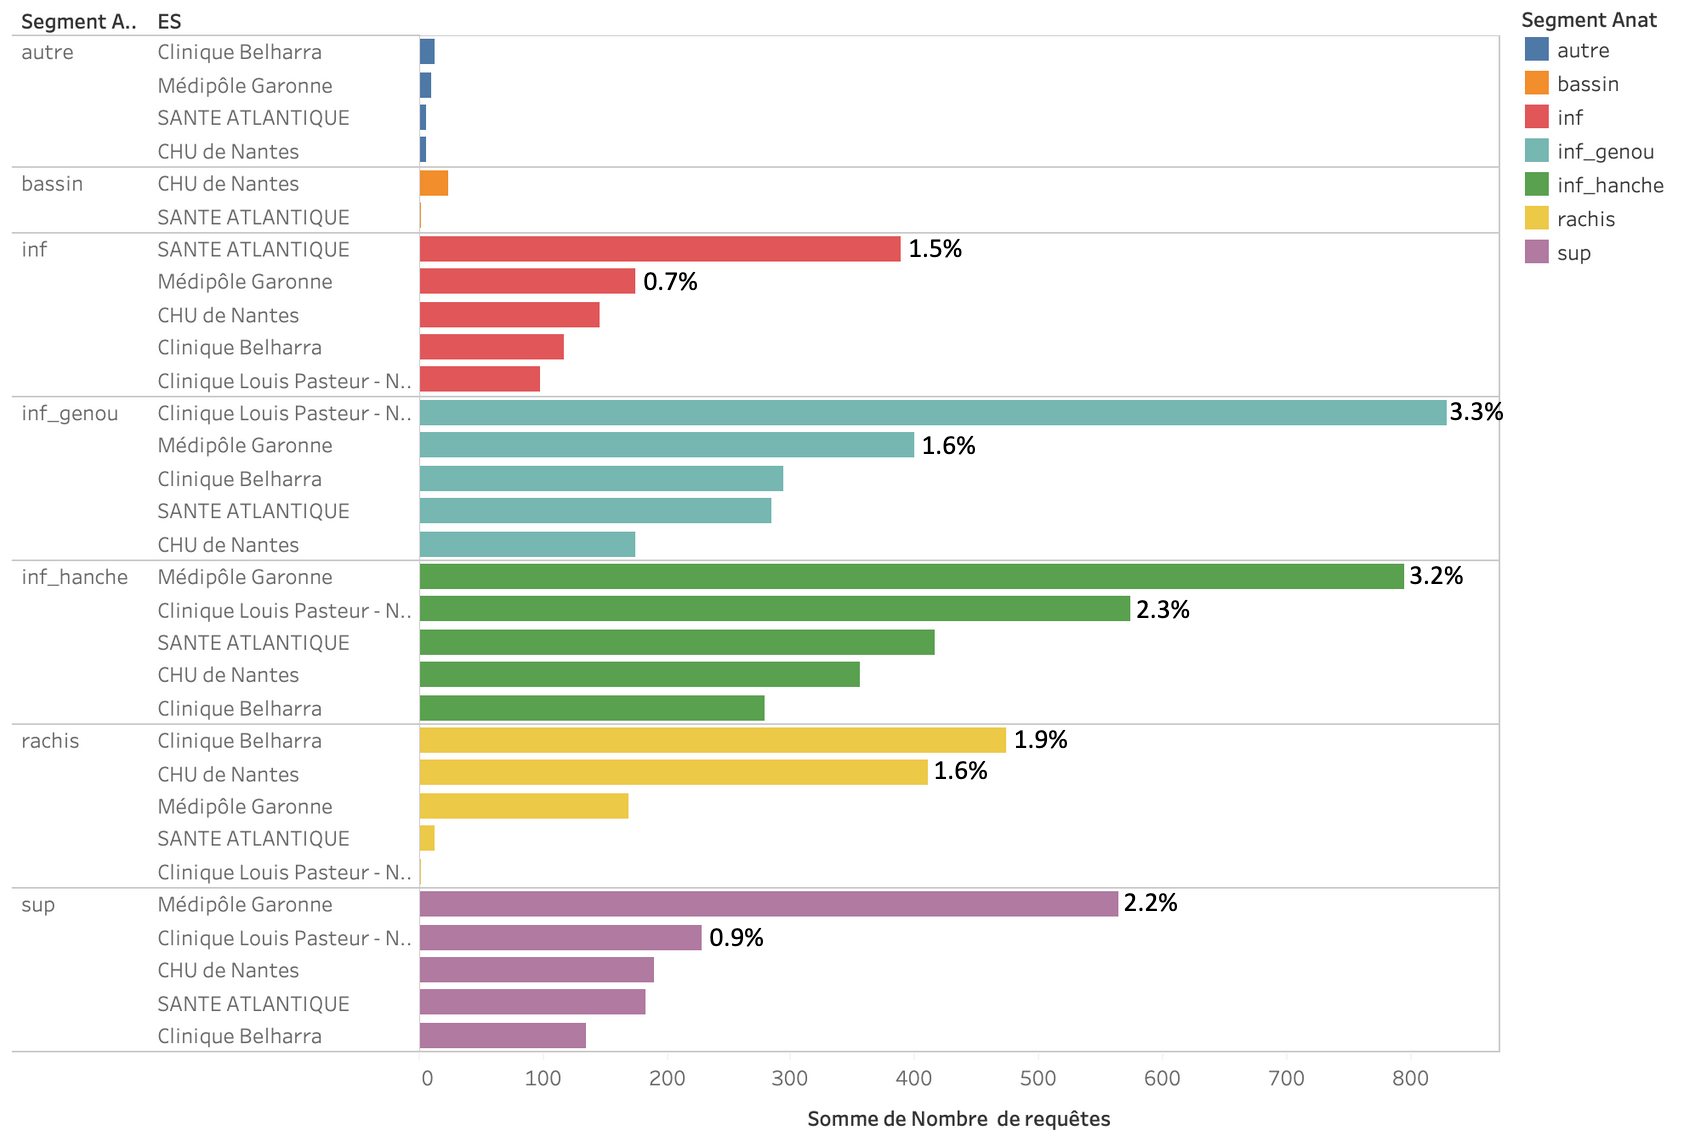 Segment A.. ES
autre Clinique Belharra
Médipôle Garonne
SANTE ATLANTIQUE
CHU de Nantes
bassin CHU de Nantes
SANTE ATLANTIQUE
inf SANTE ATLANTIQUE 1.5%
Médipôle Garonne 0.7%
CHU de Nantes
Clinique Belharra
Clinique Louis Pasteur - N..
inf_genou Clinique Louis Pasteur - N.. 3.3%
Médipôle Garonne 1.6%
Clinique Belharra
SANTE ATLANTIQUE
CHU de Nantes
inf_hanche Médipôle Garonne 3.2%
Clinique Louis Pasteur - N.. 2.3%
SANTE ATLANTIQUE
CHU de Nantes
Clinique Belharra
rachis Clinique Belharra 1.9%
CHU de Nantes 1.6%
Médipôle Garonne
SANTE ATLANTIQUE
Clinique Louis Pasteur - N..
sup Médipôle Garonne 2.2%
Clinique Louis Pasteur - N.. 0.9%
CHU de Nantes
SANTE ATLANTIQUE
Clinique Belharra
0 100 200 300 400 500 600 700 800
Somme de Nombre de requêtes
Segment Anat
autre
bassin
inf
inf_genou
inf_hanche
rachis
sup